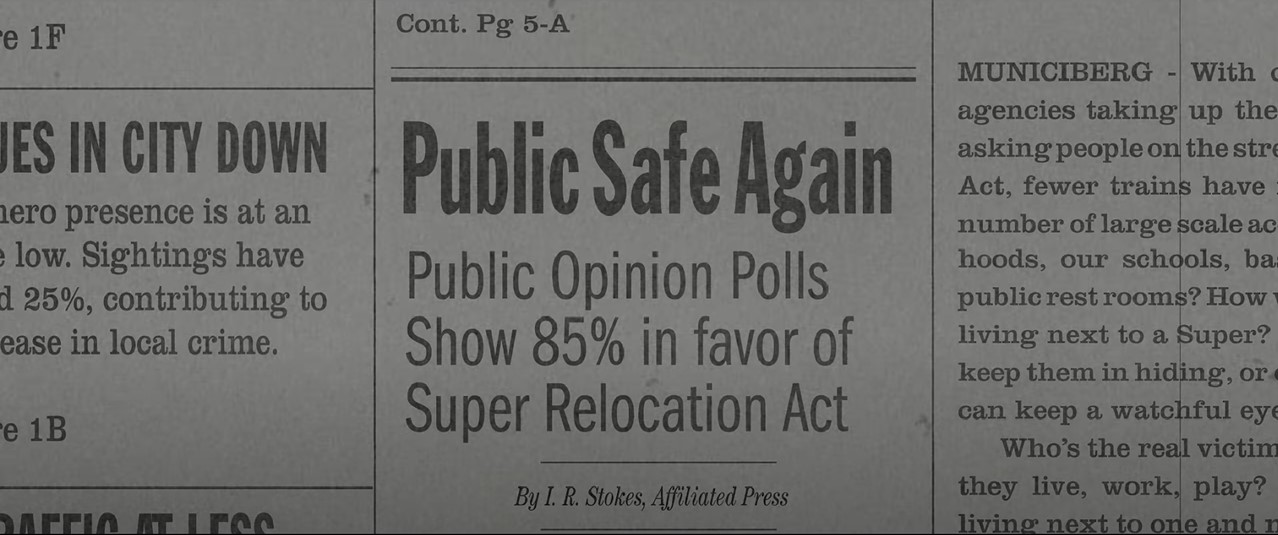 re 1F
UES IN CITY DOWN
hero presence is at an
low. Sightings have
25%, contributing to
ease in local crime.
re 1B
TRAFFIC AT LESS
Cont. Pg 5-A
Public Safe Again
Public Opinion Polls
Show 85% in favor of
Super Relocation Act
By I. R. Stokes, Affiliated Press
MUNICIBERG - With
agencies taking up the
asking people on the stre
Act, fewer trains have
number of large scale ac
hoods, our schools, ba
public rest rooms? How
living next to a Super?
keep them in hiding, or
can keep a watchful eye
Who's the real victim
they live, work, play?
living next to one and